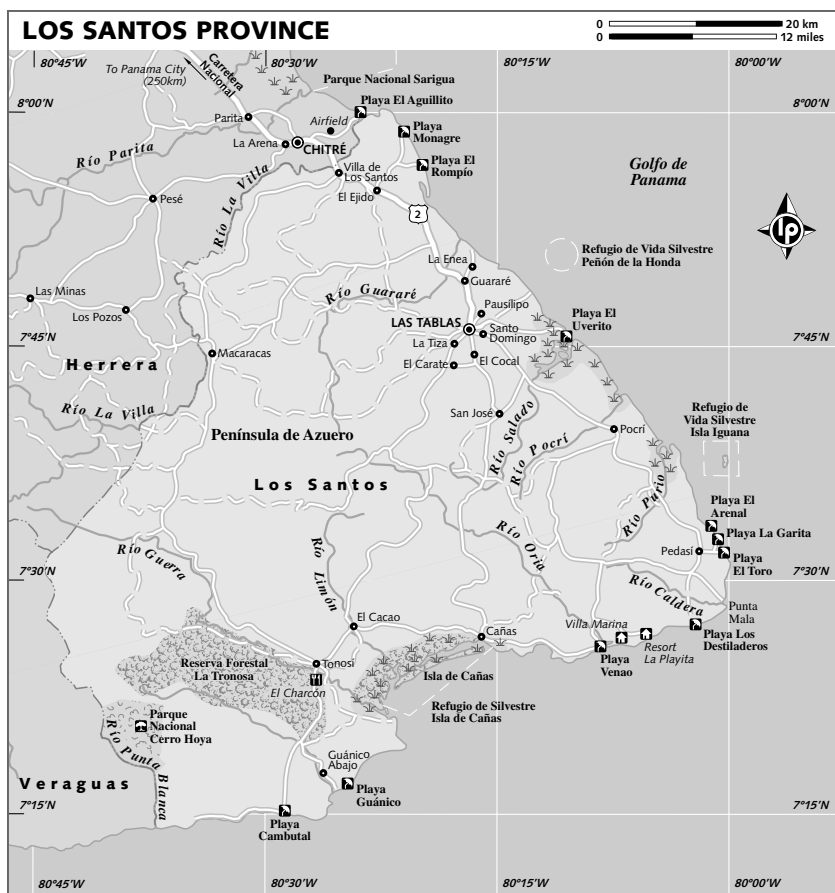 LOS SANTOS PROVINCE
0 20 km
0 12 miles
80°45'W
80°30'W
80°15'W
80°00'W
To Panama City
(250km)
Carretera
Nacional
Parque Nacional Sarigua
Playa El Aguillito
8°00'N
8°00'N
Parita
Airfield
Playa
Monagre
La Arena
CHITRÉ
Río Parita
Playa El
Rompío
Golfo de
Panama
Villa de
Los Santos
El Ejido
Pesé
Río La Villa
2
lp
La Enea
Refugio de Vida Silvestre
Peñón de la Honda
Guararé
Río Guararé
Las Minas
Los Pozos
Pausílipo
LAS TABLAS
Santo
Domingo
Playa El
Uverito
7°45'N
7°45'N
La Tiza
Macaracas
El Cocal
El Carate
Herrera
Río La Villa
San José
Río Salado
Refugio de
Vida Silvestre
Isla Iguana
Pocrí
Península de Azuero
Río Pocrí
Los Santos
Río Purio
Playa El
Arenal
Playa La Garita
Río Oria
Río Guerra
Río Limón
Pedasí
Playa
El Toro
7°30'N
7°30'N
Río Caldera
Punta
Mala
El Cacao
Villa Marina
Cañas
Playa Los
Destiladeros
Resort
La Playita
Playa
Venao
Reserva Forestal
La Tronosa
Tonosí
Isla de Cañas
El Charcón
Refugio de Silvestre
Isla de Cañas
Parque
Nacional
Cerro Hoya
Río Punta Blanca
Guánico
Abajo
Veraguas
Playa
Guánico
7°15'N
7°15'N
Playa
Cambutal
80°45'W
80°30'W
80°15'W
80°00'W